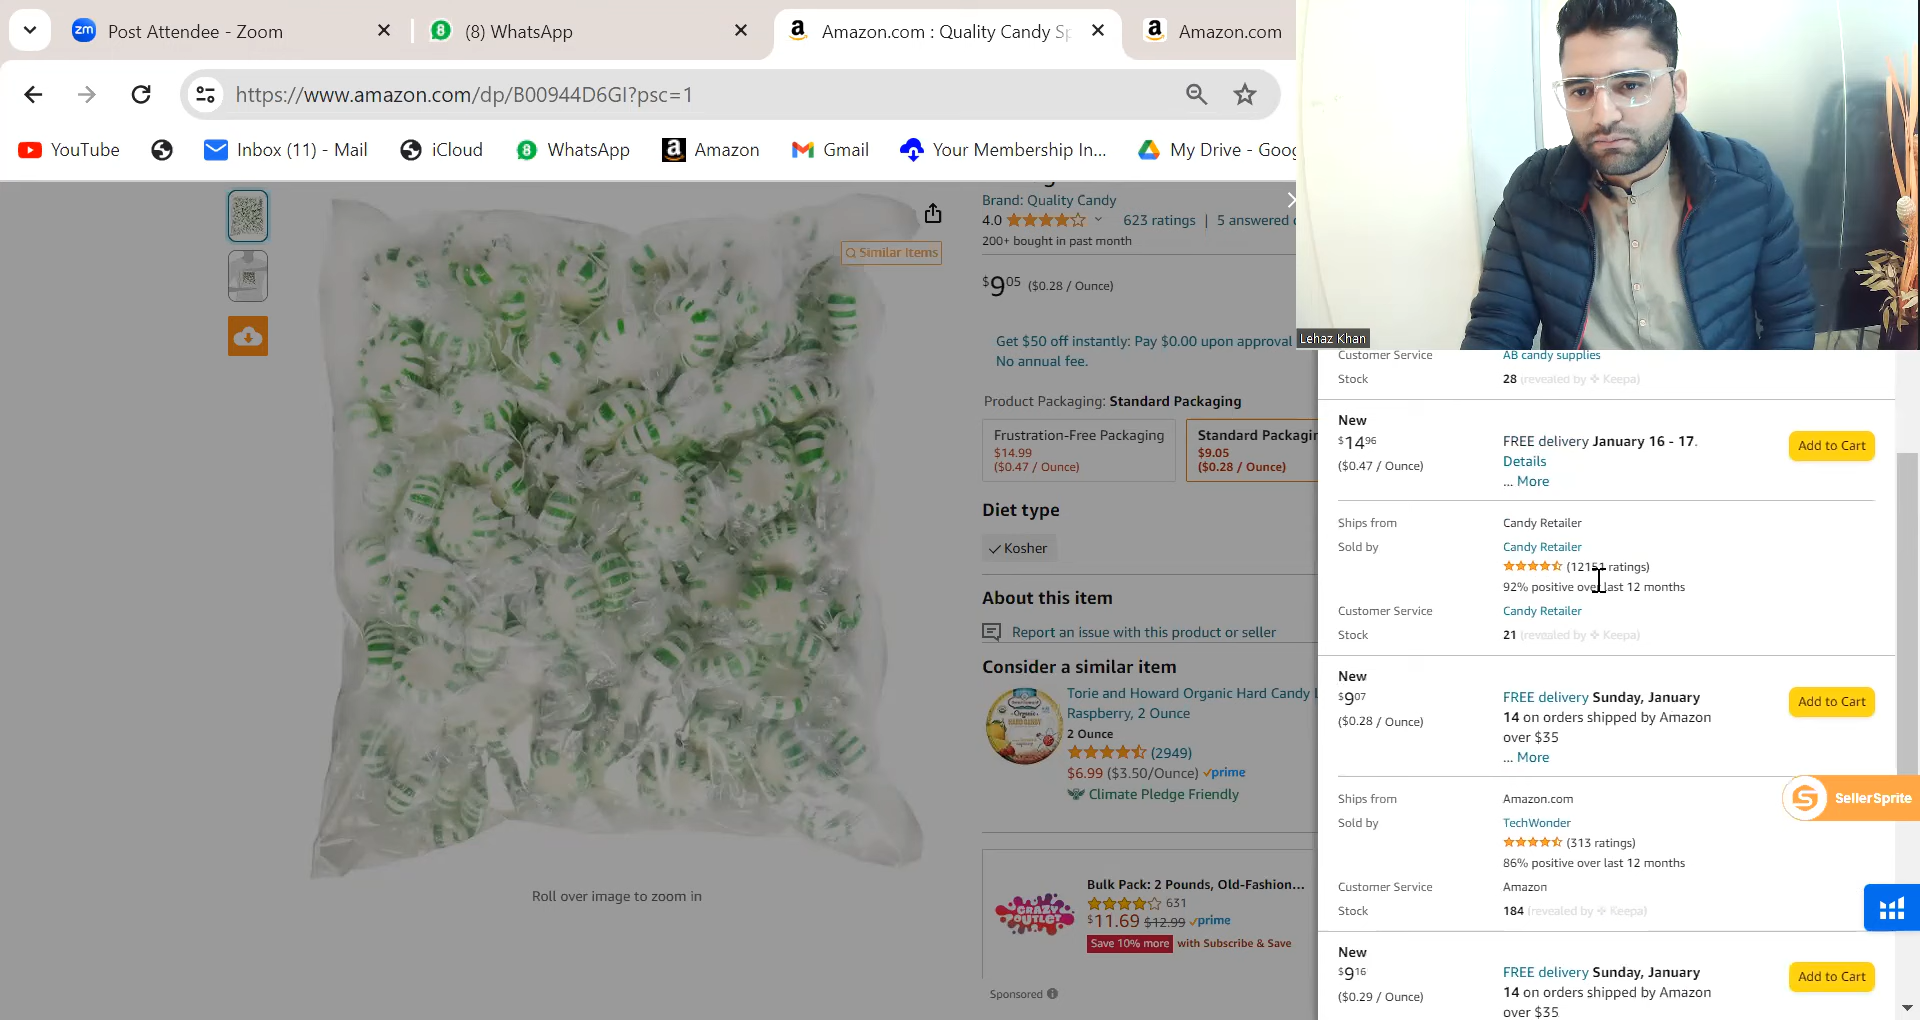 Post Attendee - Zoom
(8) WhatsApp
Amazon.com : Quality Candy Sp
Amazon.com
https://www.amazon.com/dp/B00944D6GI?psc=1
YouTube
Inbox (11) - Mail
iCloud
WhatsApp
Amazon
Gmail
Your Membership In...
My Drive - Goog
Lehaz Khan
Similar Items
Roll over image to zoom in
Brand: Quality Candy
4.0
623 ratings | 5 answered
200+ bought in past month
$9.05 ($0.28 / Ounce)
Get $50 off instantly: Pay $0.00 upon approval
No annual fee.
Product Packaging: Standard Packaging
Frustration-Free Packaging
$14.99
($0.47 / Ounce)
Standard Packagin
$9.05
($0.28 / Ounce)
Diet type
Kosher
About this item
Report an issue with this product or seller
Consider a similar item
Torie and Howard Organic Hard Candy
Raspberry, 2 Ounce
2 Ounce
(2949)
$6.99 ($3.50/Ounce) prime
Climate Pledge Friendly
Bulk Pack: 2 Pounds, Old-Fashion...
631
$11.69 $12.99 prime
Save 10% more with Subscribe & Save
Sponsored
Customer Service AB candy supplies
Stock 28 (revealed by Keepa)
New
$14.96
($0.47 / Ounce)
FREE delivery January 16 - 17.
Details
... More
Add to Cart
Ships from Candy Retailer
Sold by Candy Retailer
(12151 ratings)
92% positive over last 12 months
Customer Service Candy Retailer
Stock 21 (revealed by Keepa)
New
$9.07
($0.28 / Ounce)
FREE delivery Sunday, January
14 on orders shipped by Amazon
over $35
... More
Add to Cart
Ships from Amazon.com
Sold by TechWonder
(313 ratings)
86% positive over last 12 months
Customer Service Amazon
Stock 184 (revealed by Keepa)
SellerSprite
New
$9.16
($0.29 / Ounce)
FREE delivery Sunday, January
14 on orders shipped by Amazon
over $35
Add to Cart